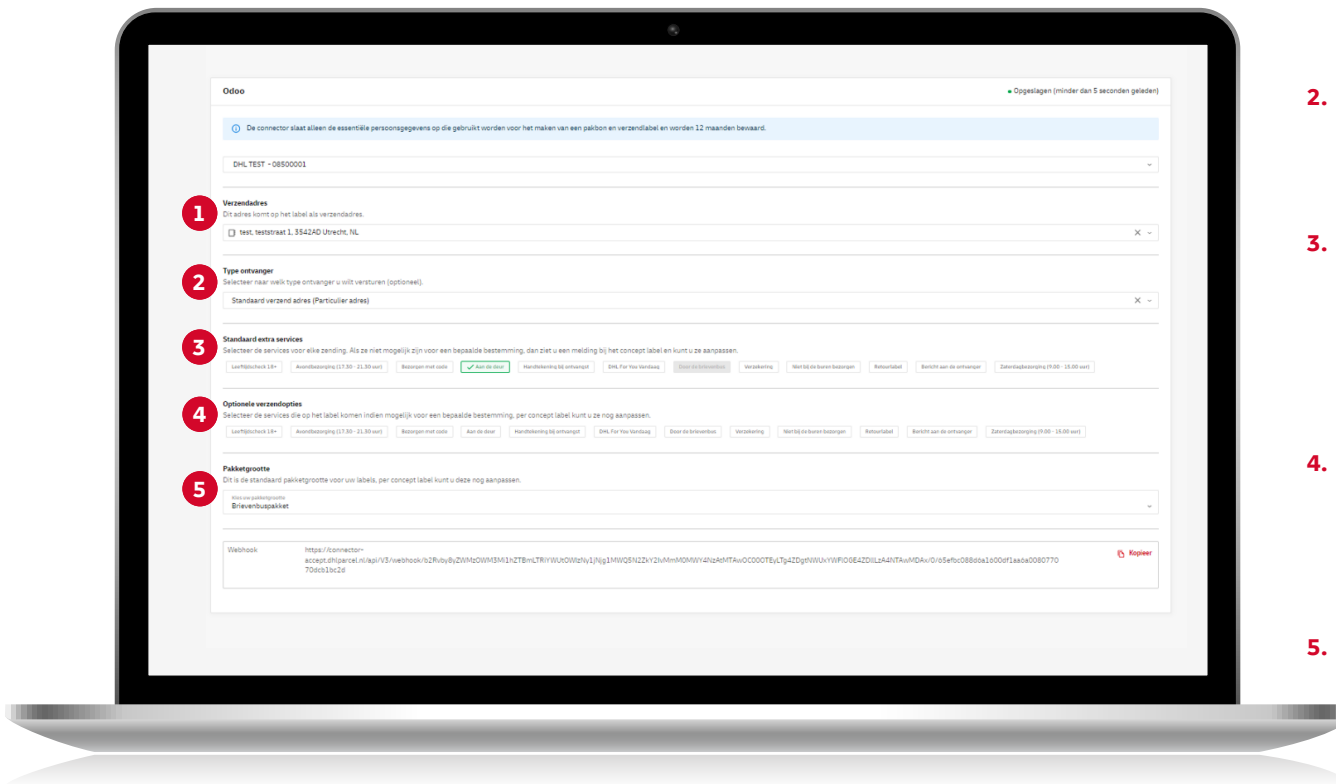 Odoo
Opgeslagen (minder dan 5 seconden geleden)
De connector slaat alleen de essentiële persoonsgegevens op die gebruikt worden voor het maken van een pakbon en verzendlabel en worden 12 maanden bewaard.
DHL TEST - 08500001
1
Verzendadres
Dit adres komt op het label als verzendadres.
test, teststraat 1, 3542AD Utrecht, NL
2
Type ontvanger
Selecteer naar welk type ontvanger u wilt versturen (optioneel).
Standaard verzend adres (Particulier adres)
3
Standaard extra services
Selecteer de services voor elke zending. Als ze niet mogelijk zijn voor een bepaalde bestemming, dan ziet u een melding bij het concept label en kunt u ze aanpassen.
Leeftijdscheck 18+ Avondbezorging (17.30 - 21.30 uur) Bezorgen met code Aan de deur Handtekening bij ontvangst DHL For You Vandaag Door de brievenbus Verzekering Niet bij de buren bezorgen Retourlabel Bericht aan de ontvanger Zaterdagbezorging (9.00 - 15.00 uur)
4
Optionele verzendopties
Selecteer de services die op het label komen indien mogelijk voor een bepaalde bestemming, per concept label kunt u ze nog aanpassen.
Leeftijdscheck 18+ Avondbezorging (17.30 - 21.30 uur) Bezorgen met code Aan de deur Handtekening bij ontvangst DHL For You Vandaag Door de brievenbus Verzekering Niet bij de buren bezorgen Retourlabel Bericht aan de ontvanger Zaterdagbezorging (9.00 - 15.00 uur)
5
Pakketgrootte
Dit is de standaard pakketgrootte voor uw labels, per concept label kunt u deze nog aanpassen.
Kies uw pakketgrootte
Brievenbuspakket
Webhook
https://connector-
Kopieer
2.
3.
4.
5.